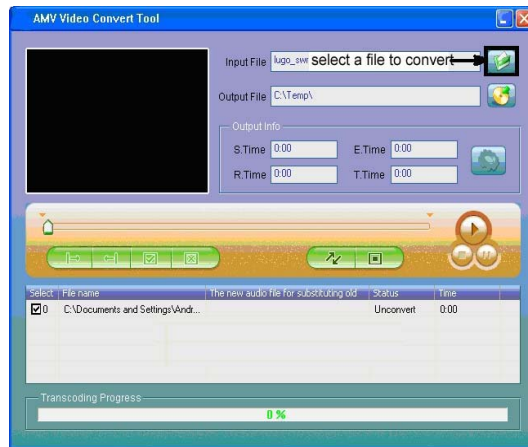 AMV Video Convert Tool
Input File lugo_swr select a file to convert
Output File C:\Temp\
Output Info
S.Time 0:00 E.Time 0:00
R.Time 0:00 T.Time 0:00
Select File name The new audio file for substituting old Status Time
0 C:\Documents and Settings\Andr... Unconvert 0:00
Transcoding Progress
0 %